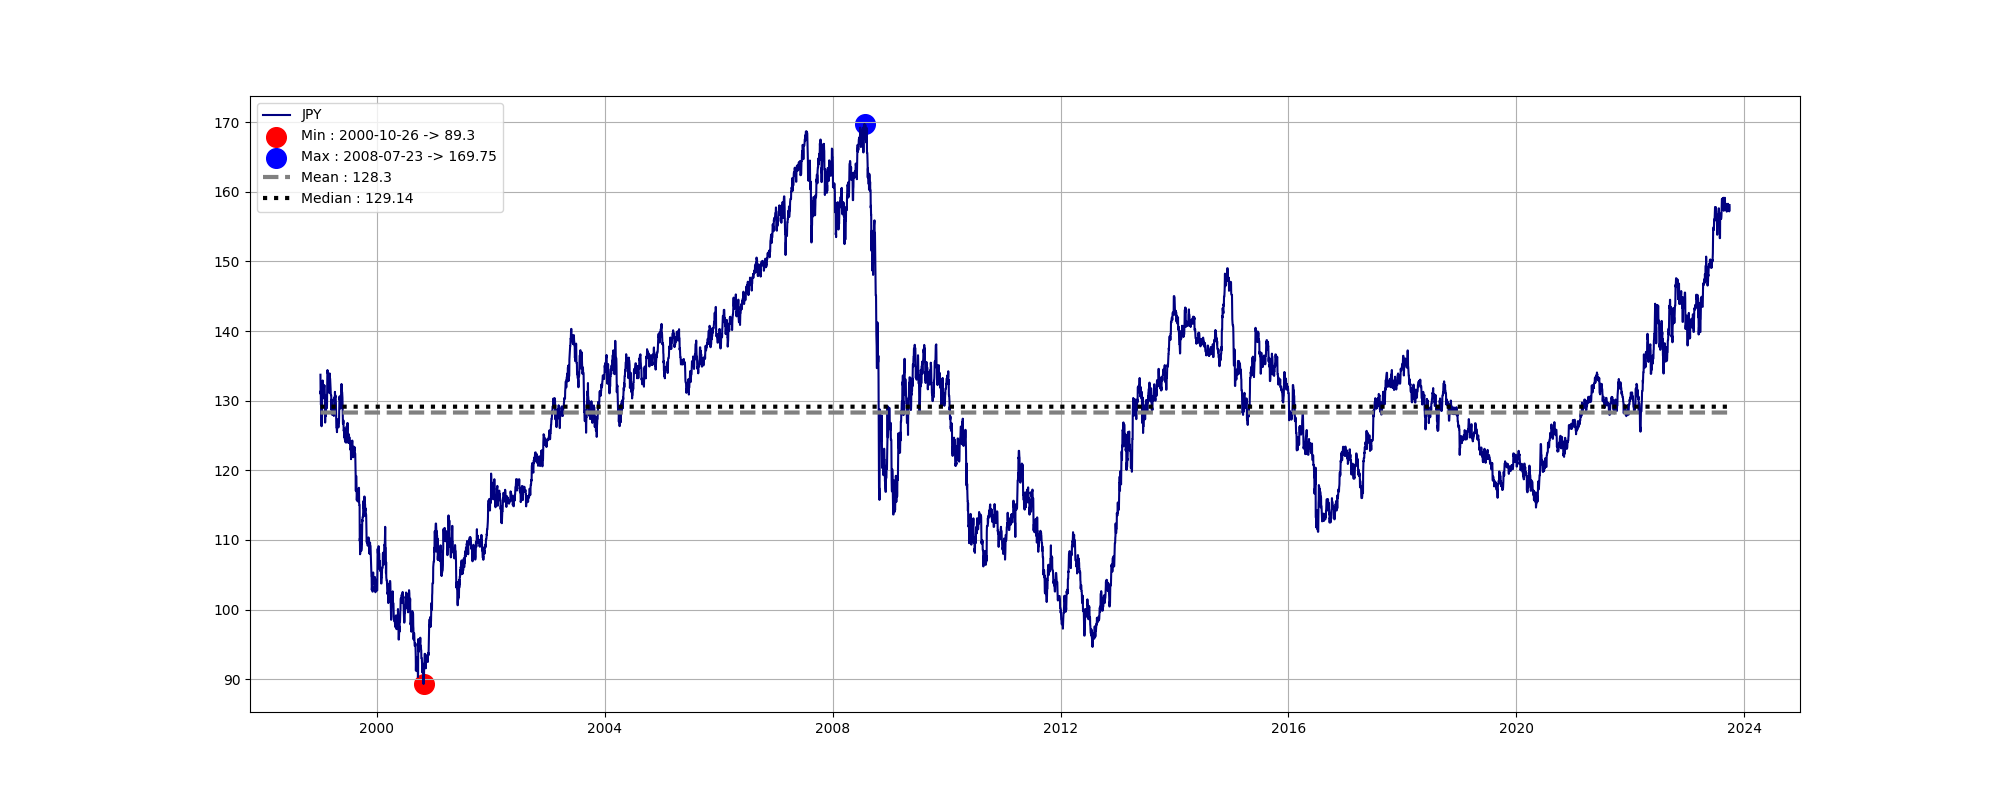 JPY
Min : 2000-10-26 -> 89.3
Max : 2008-07-23 -> 169.75
Mean : 128.3
Median : 129.14
170
160
150
140
130
120
110
100
90
2000 2004 2008 2012 2016 2020 2024